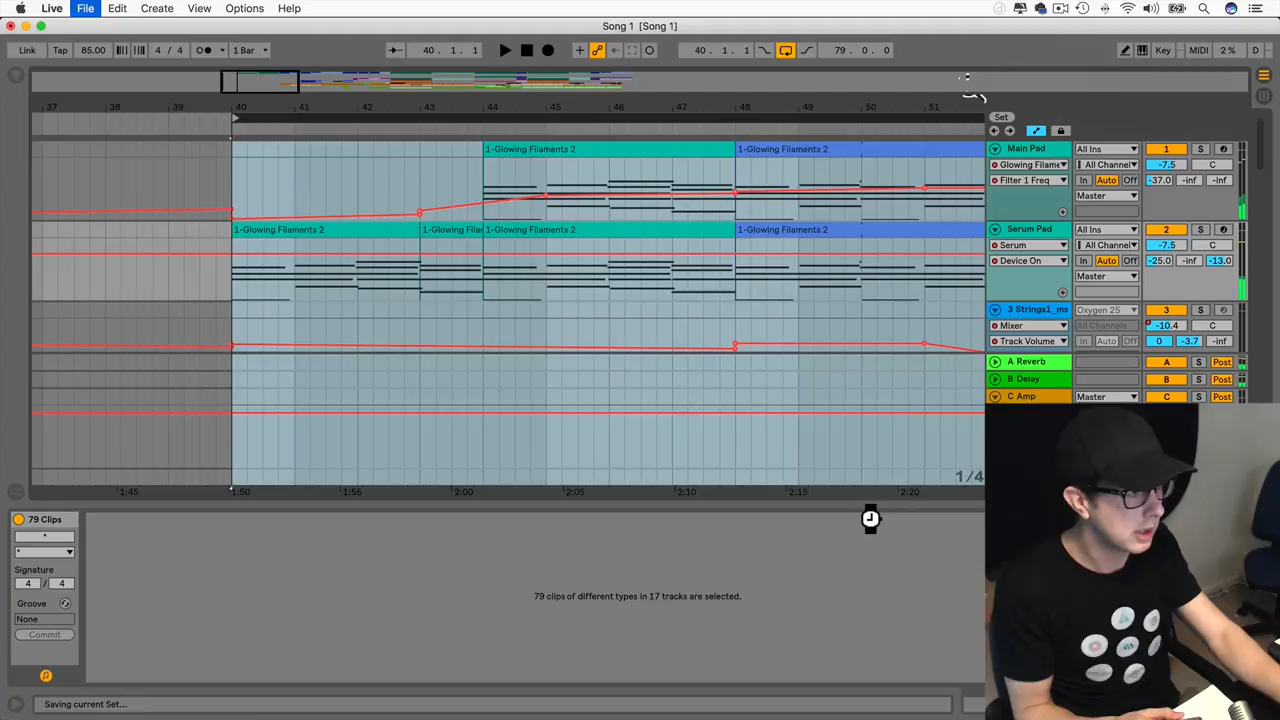 Live File Edit Create View Options Help
Song 1 [Song 1]
Link Tap 85.00 4 / 4 1 Bar 40 . 1 . 1 40 . 1 . 1 79 . 0 . 0 Key MIDI 2 % D
37 38 39 40 41 42 43 44 45 46 47 48 49 50 51
Set
1-Glowing Filaments 2 1-Glowing Filaments 2 Main Pad All Ins 1 S
Glowing Filame All Channel -7.5 C
Filter 1 Freq In Auto Off -37.0 -inf -inf
Master
1-Glowing Filaments 2 1-Glowing Filar 1-Glowing Filaments 2 1-Glowing Filaments 2 Serum Pad All Ins 2 S
Serum All Channel -7.5 C
Device On In Auto Off -25.0 -inf -13.0
Master
3 Strings1_ms Oxygen 25 3 S
Mixer All Channels -10.4 C
Track Volume In Auto Off 0 -3.7 -inf
A Reverb A S Post
B Delay B S Post
C Amp Master C S Post
1/4
1:45 1:50 1:55 2:00 2:05 2:10 2:15 2:20
79 Clips
*
*
Signature
4 / 4
Groove
None
Commit
79 clips of different types in 17 tracks are selected.
Saving current Set...